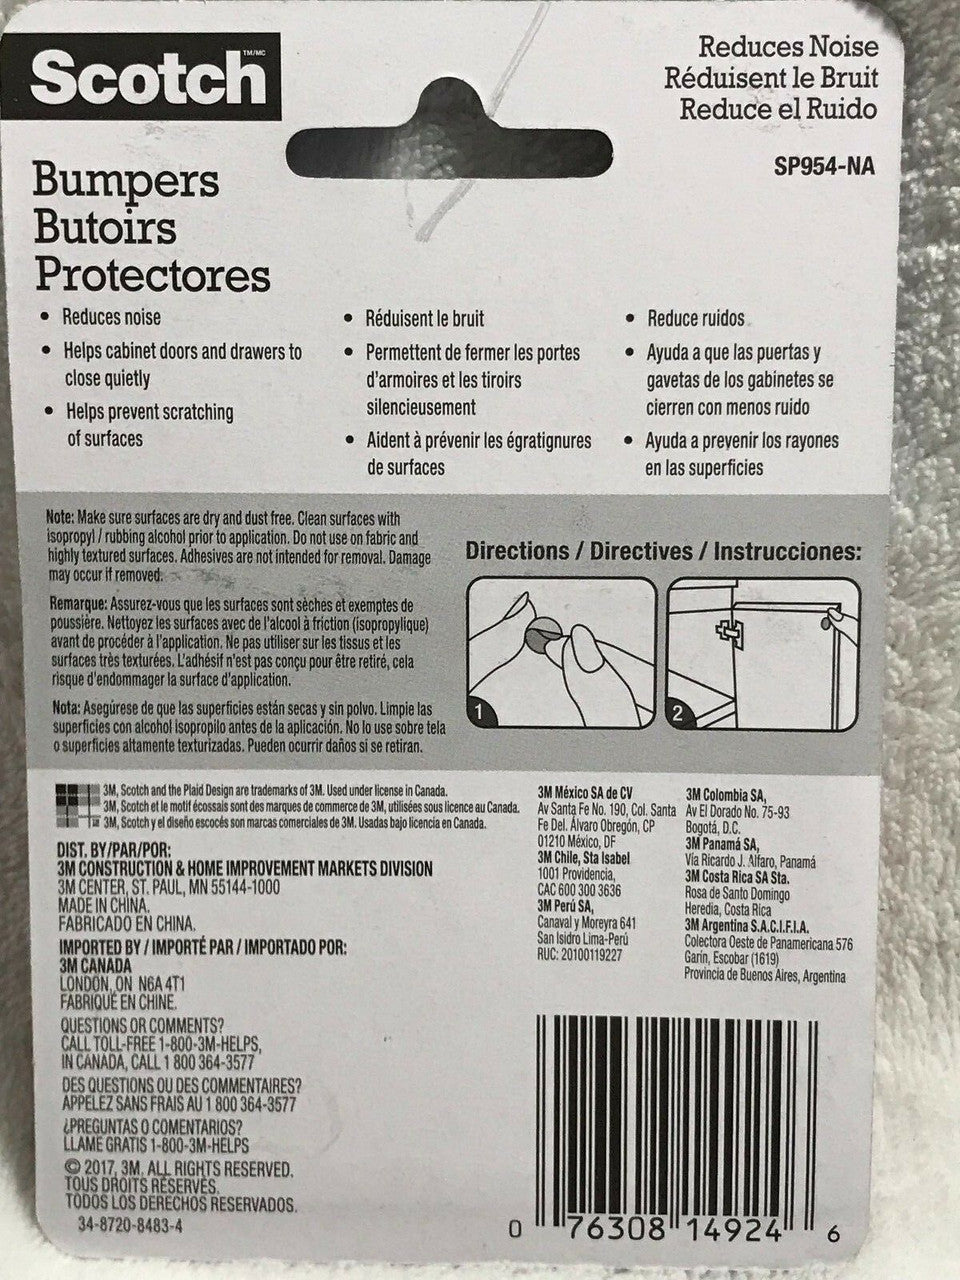 Scotch™/MC
Reduces Noise
Réduisent le Bruit
Reduce el Ruido
SP954-NA
Bumpers
Butoirs
Protectores
• Reduces noise
• Helps cabinet doors and drawers to
close quietly
• Helps prevent scratching
of surfaces
• Réduisent le bruit
• Permettent de fermer les portes
d'armoires et les tiroirs
silencieusement
• Aident à prévenir les égratignures
de surfaces
• Reduce ruidos
• Ayuda a que las puertas y
gavetas de los gabinetes se
cierren con menos ruido
• Ayuda a prevenir los rayones
en las superficies
Note: Make sure surfaces are dry and dust free. Clean surfaces with
isopropyl / rubbing alcohol prior to application. Do not use on fabric and
highly textured surfaces. Adhesives are not intended for removal. Damage
may occur if removed.
Remarque: Assurez-vous que les surfaces sont sèches et exemptes de
poussière. Nettoyez les surfaces avec de l'alcool à friction (isopropylique)
avant de procéder à l'application. Ne pas utiliser sur les tissus et les
surfaces très texturées. L'adhésif n'est pas conçu pour être retiré, cela
risque d'endommager la surface d'application.
Nota: Asegúrese de que las superficies están secas y sin polvo. Limpie las
superficies con alcohol isopropilo antes de la aplicación. No lo use sobre tela
o superficies altamente texturizadas. Pueden ocurrir daños si se retiran.
Directions / Directives / Instrucciones:
1
2
3M, Scotch and the Plaid Design are trademarks of 3M. Used under license in Canada.
3M, Scotch et le motif écossais sont des marques de commerce de 3M, utilisées sous licence au Canada.
3M, Scotch y el diseño escocés son marcas comerciales de 3M. Usadas bajo licencia en Canada.
DIST. BY/PAR/POR:
3M CONSTRUCTION & HOME IMPROVEMENT MARKETS DIVISION
3M CENTER, ST. PAUL, MN 55144-1000
MADE IN CHINA.
FABRICADO EN CHINA.
IMPORTED BY / IMPORTÉ PAR / IMPORTADO POR:
3M CANADA
LONDON, ON N6A 4T1
FABRIQUÉ EN CHINE.
QUESTIONS OR COMMENTS?
CALL TOLL-FREE 1-800-3M-HELPS,
IN CANADA, CALL 1 800 364-3577
DES QUESTIONS OU DES COMMENTAIRES?
APPELEZ SANS FRAIS AU 1 800 364-3577
¿PREGUNTAS O COMENTARIOS?
LLAME GRATIS 1-800-3M-HELPS
© 2017, 3M. ALL RIGHTS RESERVED.
TOUS DROITS RÉSERVÉS.
TODOS LOS DERECHOS RESERVADOS.
34-8720-8483-4
3M México SA de CV
Av Santa Fe No. 190, Col. Santa
Fe Del. Álvaro Obregón, CP
01210 México, DF
3M Chile, Sta Isabel
1001 Providencia,
CAC 600 300 3636
3M Perú SA,
Canaval y Moreyra 641
San Isidro Lima-Perú
RUC: 20100119227
3M Colombia SA,
Av El Dorado No. 75-93
Bogotá, D.C.
3M Panamá SA,
Vía Ricardo J. Alfaro, Panamá
3M Costa Rica SA Sta.
Rosa de Santo Domingo
Heredia, Costa Rica
3M Argentina S.A.C.I.F.I.A.
Colectora Oeste de Panamericana 576
Garín, Escobar (1619)
Provincia de Buenos Aires, Argentina
0 76308 14924 6